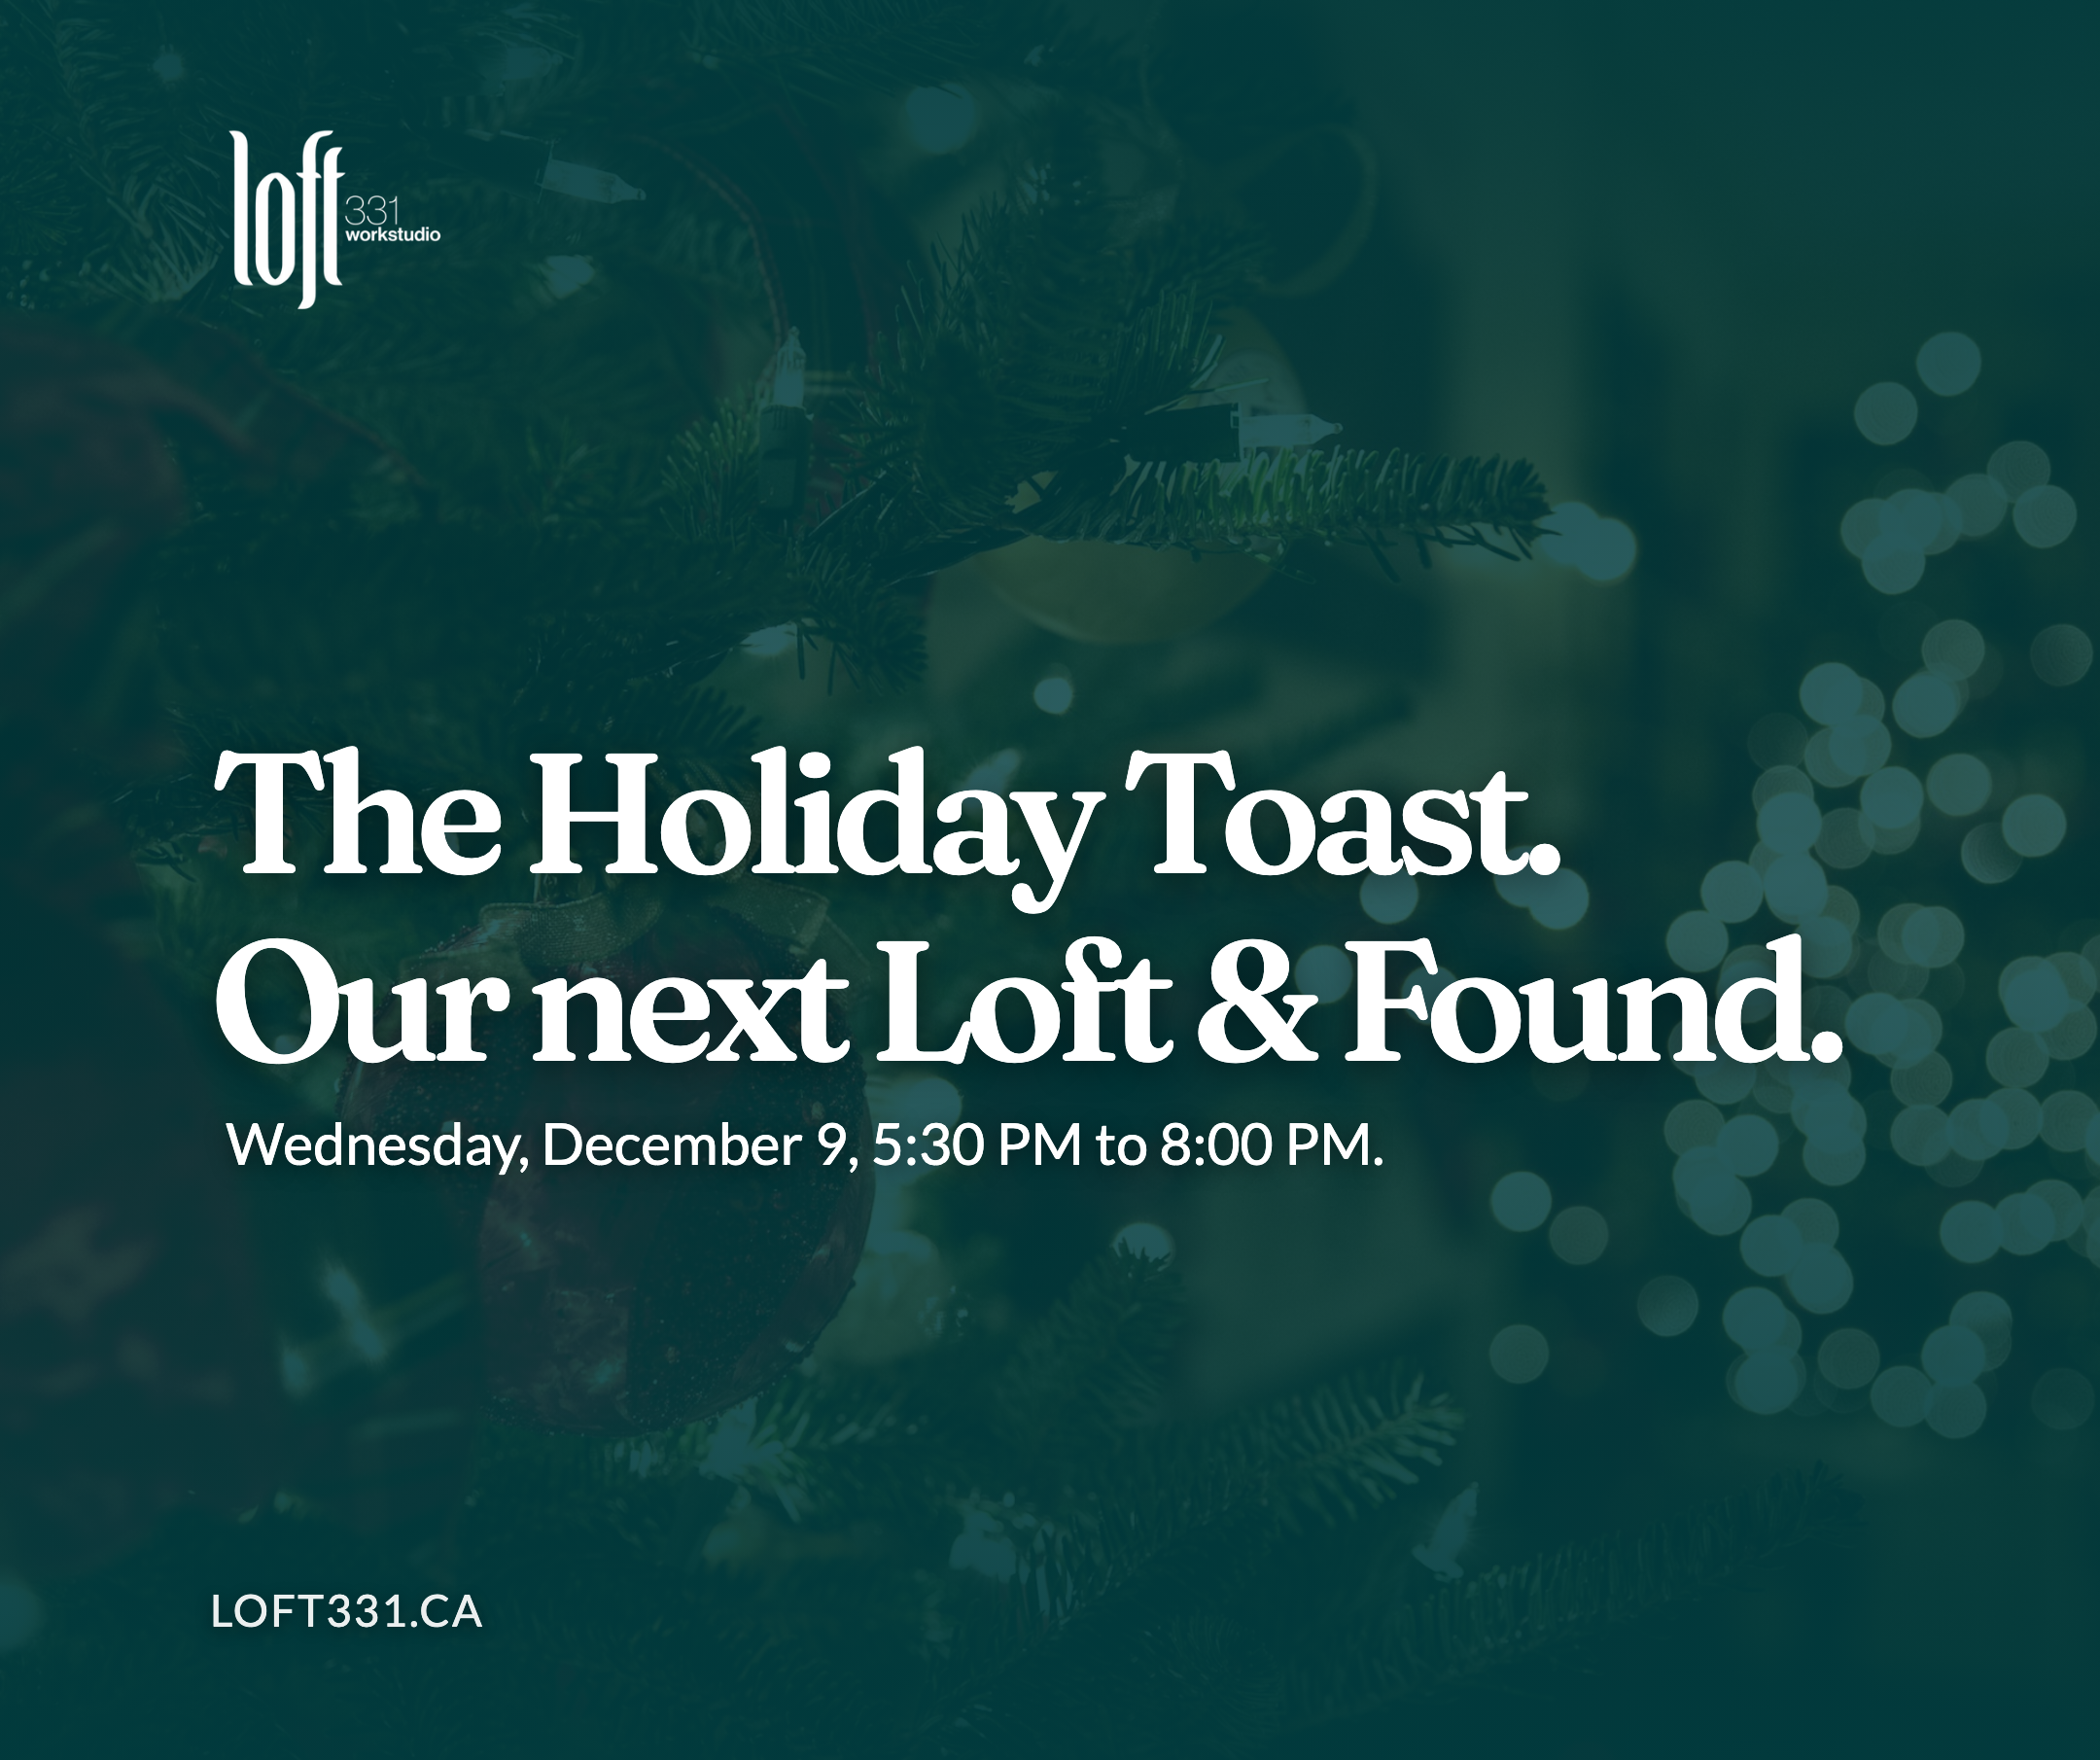 loft
331
workstudio
The Holiday Toast.
Our next Loft & Found.
Wednesday, December 9, 5:30 PM to 8:00 PM.
LOFT331.CA